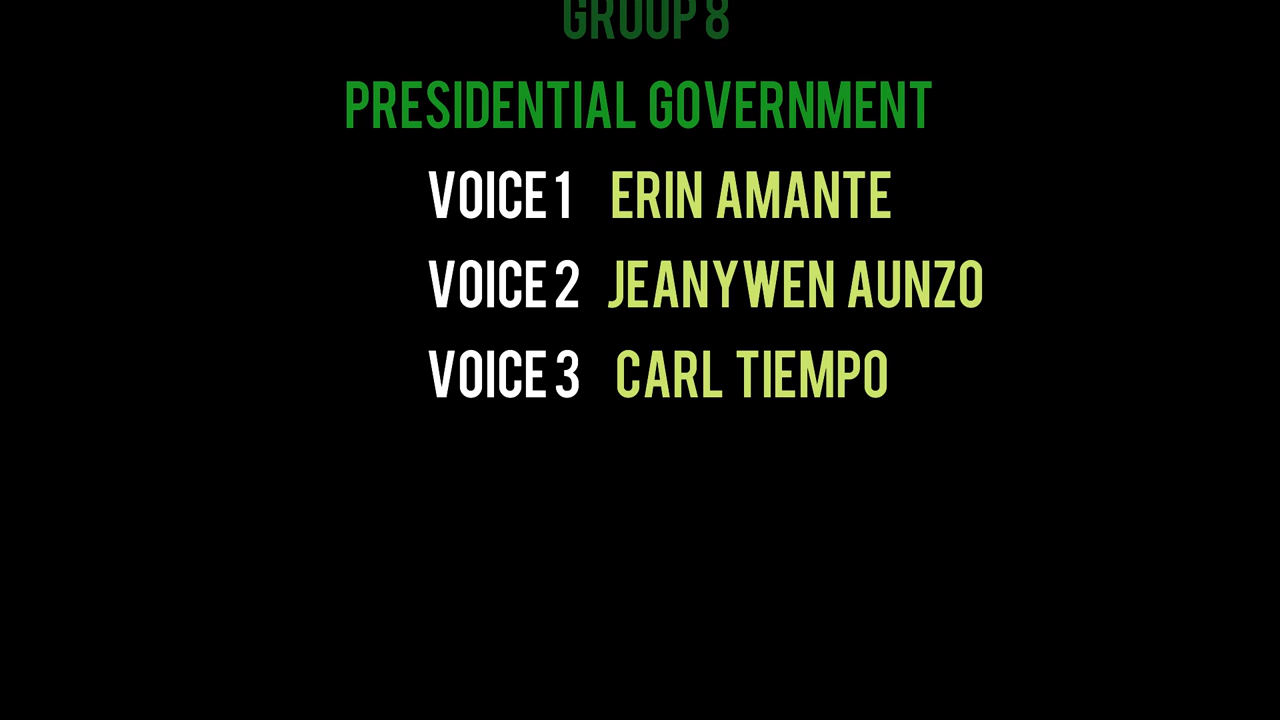 GROUP 8
PRESIDENTIAL GOVERNMENT
VOICE 1 ERIN AMANTE
VOICE 2 JEANYWEN AUNZO
VOICE 3 CARL TIEMPO